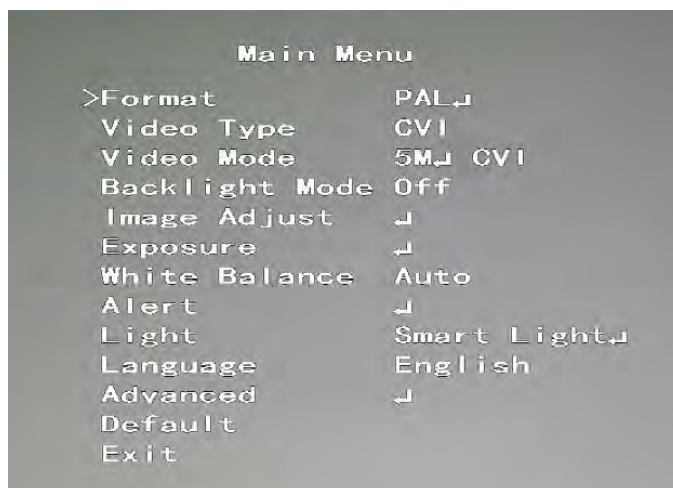 Main Menu
>Format PAL↵
Video Type CVI
Video Mode 5M↵ CVI
Backlight Mode Off
Image Adjust ↵
Exposure ↵
White Balance Auto
Alert ↵
Light Smart Light↵
Language English
Advanced ↵
Default
Exit